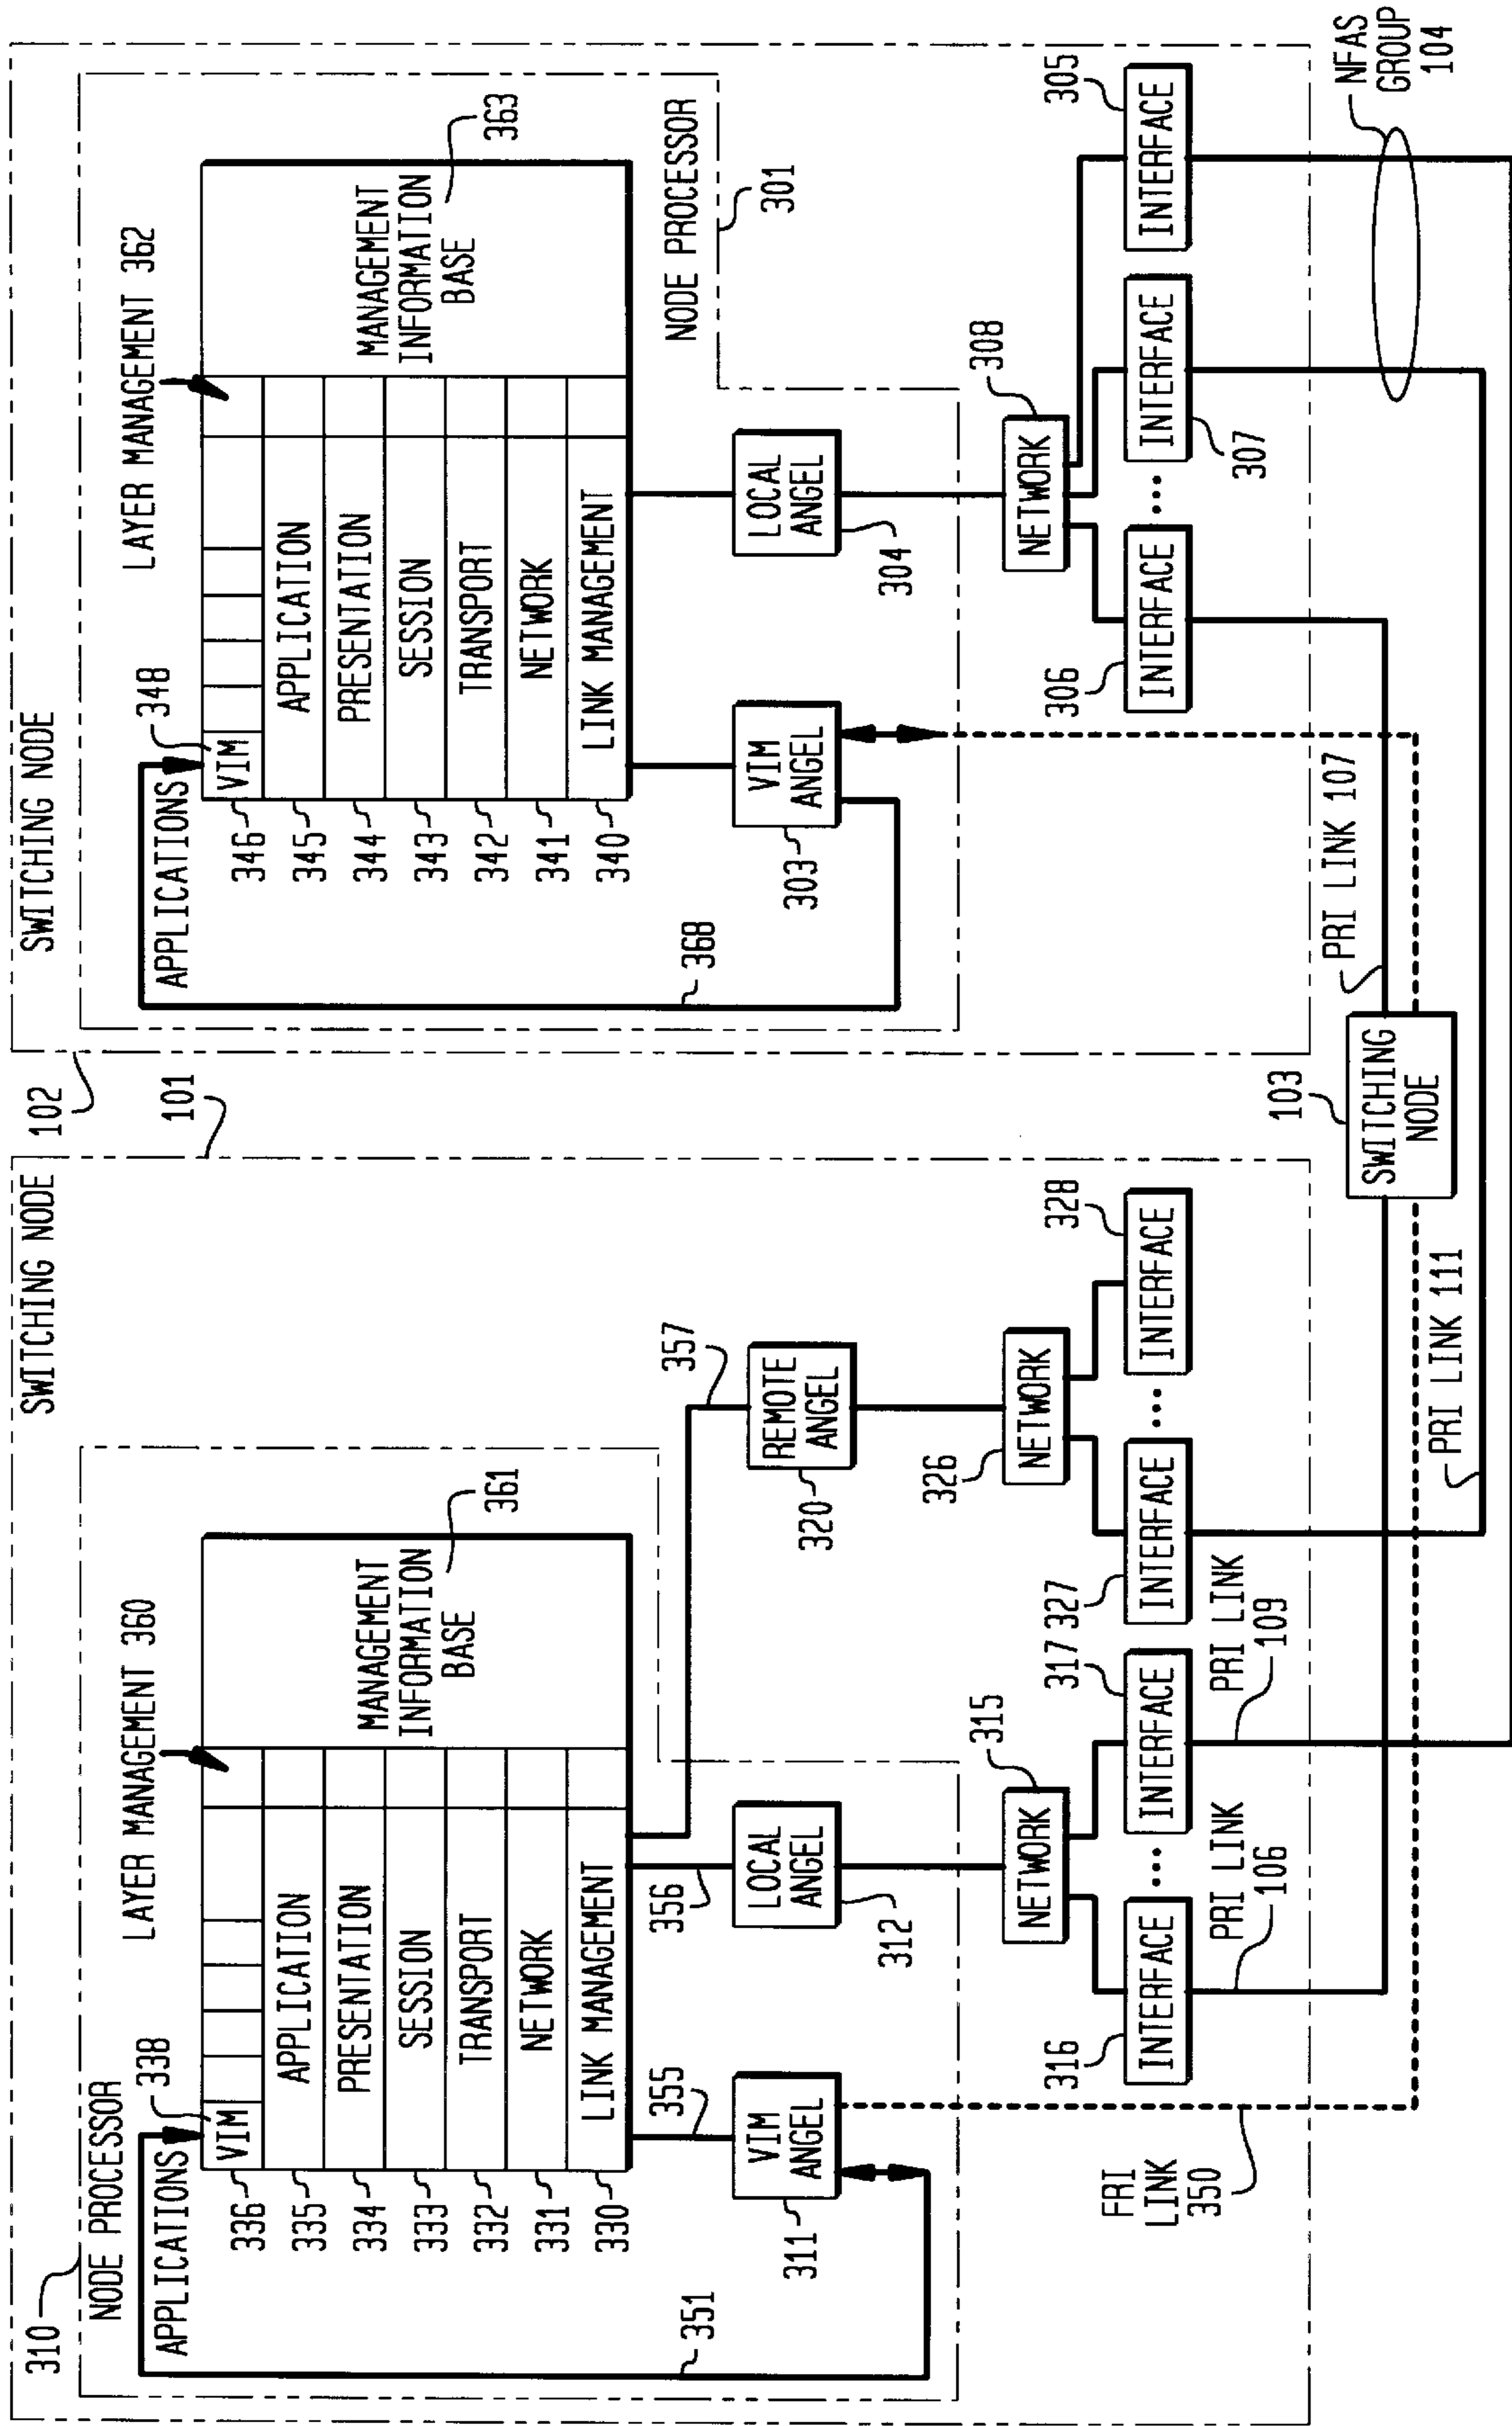 SWITCHING NODE
310
NODE PROCESSOR
APPLICATIONS
338
LAYER MANAGEMENT 360
VIM
336
335
APPLICATION
334
PRESENTATION
333
SESSION
332
TRANSPORT
331
NETWORK
330
LINK MANAGEMENT
MANAGEMENT
INFORMATION
BASE
361
351
355
356
357
VIM
ANGEL
311
LOCAL
ANGEL
312
REMOTE
ANGEL
320
NETWORK
315
NETWORK
326
316
INTERFACE
...
INTERFACE
317
327
INTERFACE
...
INTERFACE
328
FRI
LINK
350
PRI LINK
106
PRI LINK
109
PRI LINK 111
101
102
SWITCHING NODE
APPLICATIONS
348
LAYER MANAGEMENT 362
VIM
346
345
APPLICATION
344
PRESENTATION
343
SESSION
342
TRANSPORT
341
NETWORK
340
LINK MANAGEMENT
MANAGEMENT
INFORMATION
BASE
363
NODE PROCESSOR
301
368
VIM
ANGEL
303
LOCAL
ANGEL
304
NETWORK
308
306
INTERFACE
...
INTERFACE
307
INTERFACE
305
103
SWITCHING
NODE
PRI LINK 107
NFAS
GROUP
104